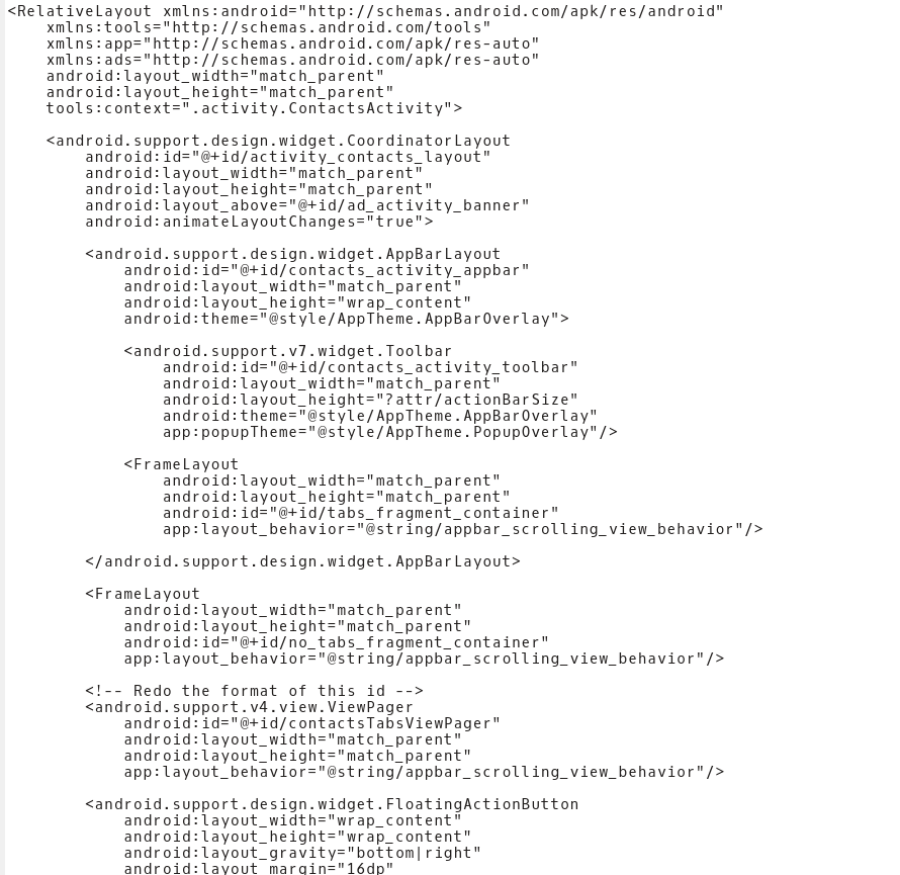 <RelativeLayout xmlns:android="http://schemas.android.com/apk/res/android"
    xmlns:tools="http://schemas.android.com/tools"
    xmlns:app="http://schemas.android.com/apk/res-auto"
    xmlns:ads="http://schemas.android.com/apk/res-auto"
    android:layout_width="match_parent"
    android:layout_height="match_parent"
    tools:context=".activity.ContactsActivity">

    <android.support.design.widget.CoordinatorLayout
        android:id="@+id/activity_contacts_layout"
        android:layout_width="match_parent"
        android:layout_height="match_parent"
        android:layout_above="@+id/ad_activity_banner"
        android:animateLayoutChanges="true">

        <android.support.design.widget.AppBarLayout
            android:id="@+id/contacts_activity_appbar"
            android:layout_width="match_parent"
            android:layout_height="wrap_content"
            android:theme="@style/AppTheme.AppBarOverlay">

            <android.support.v7.widget.Toolbar
                android:id="@+id/contacts_activity_toolbar"
                android:layout_width="match_parent"
                android:layout_height="?attr/actionBarSize"
                android:theme="@style/AppTheme.AppBarOverlay"
                app:popupTheme="@style/AppTheme.PopupOverlay"/>

            <FrameLayout
                android:layout_width="match_parent"
                android:layout_height="match_parent"
                android:id="@+id/tabs_fragment_container"
                app:layout_behavior="@string/appbar_scrolling_view_behavior"/>

        </android.support.design.widget.AppBarLayout>

        <FrameLayout
            android:layout_width="match_parent"
            android:layout_height="match_parent"
            android:id="@+id/no_tabs_fragment_container"
            app:layout_behavior="@string/appbar_scrolling_view_behavior"/>

        <!-- Redo the format of this id -->
        <android.support.v4.view.ViewPager
            android:id="@+id/contactsTabsViewPager"
            android:layout_width="match_parent"
            android:layout_height="match_parent"
            app:layout_behavior="@string/appbar_scrolling_view_behavior"/>

        <android.support.design.widget.FloatingActionButton
            android:layout_width="wrap_content"
            android:layout_height="wrap_content"
            android:layout_gravity="bottom|right"
            android:layout_margin="16dp"